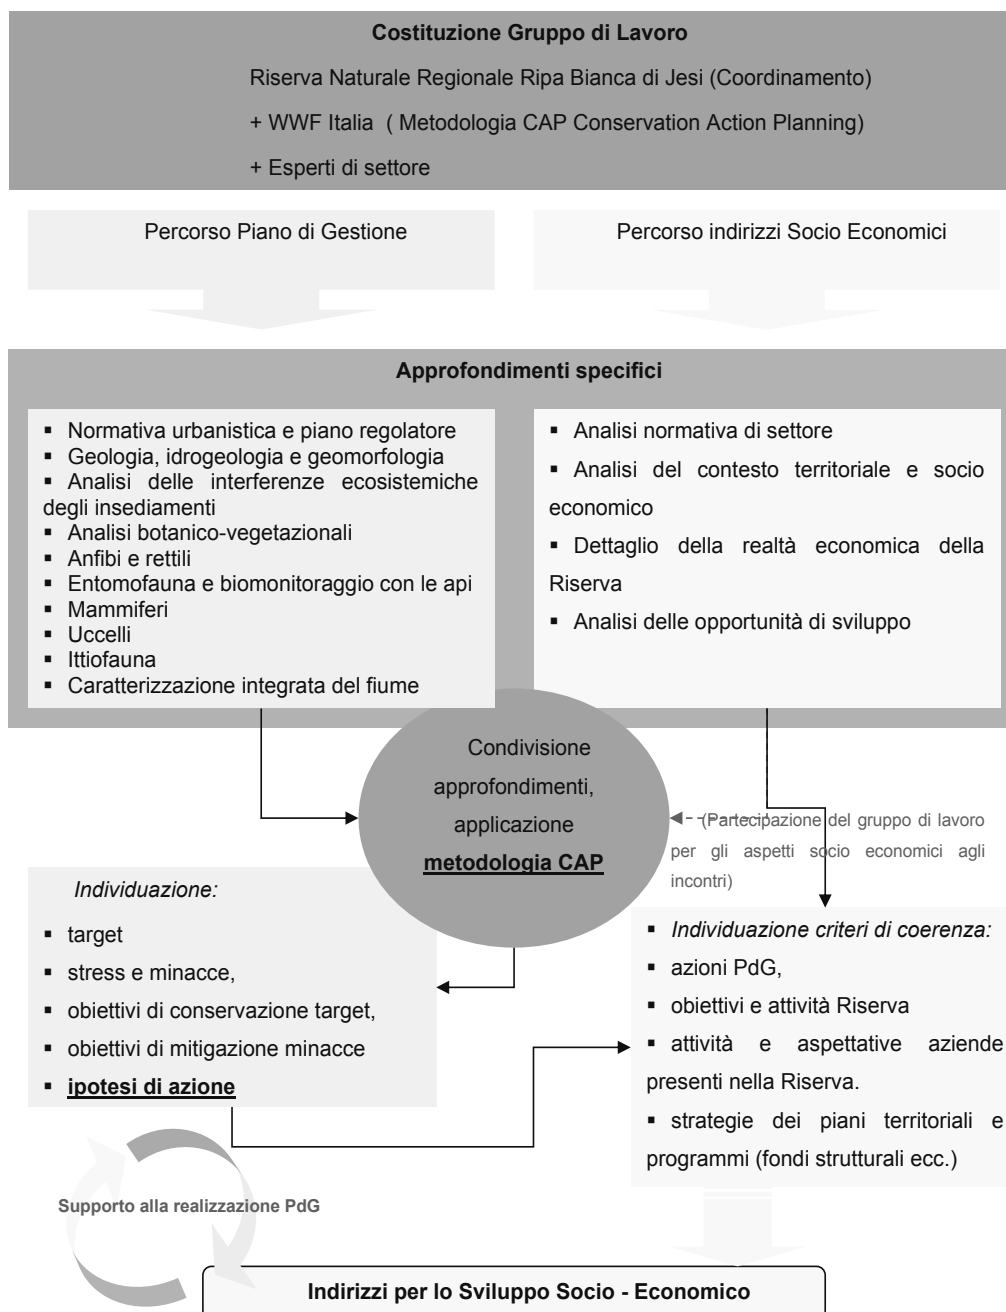 Costituzione Gruppo di Lavoro
Riserva Naturale Regionale Ripa Bianca di Jesi (Coordinamento)
+ WWF Italia ( Metodologia CAP Conservation Action Planning)
+ Esperti di settore
Percorso Piano di Gestione
Percorso indirizzi Socio Economici
Approfondimenti specifici
▪ Normativa urbanistica e piano regolatore
▪ Geologia, idrogeologia e geomorfologia
▪ Analisi delle interferenze ecosistemiche
degli insediamenti
▪ Analisi botanico-vegetazionali
▪ Anfibi e rettili
▪ Entomofauna e biomonitoraggio con le api
▪ Mammiferi
▪ Uccelli
▪ Ittiofauna
▪ Caratterizzazione integrata del fiume
▪ Analisi normativa di settore
▪ Analisi del contesto territoriale e socio
economico
▪ Dettaglio della realtà economica della
Riserva
▪ Analisi delle opportunità di sviluppo
Condivisione
approfondimenti,
applicazione
metodologia CAP
(Partecipazione del gruppo di lavoro
per gli aspetti socio economici agli
incontri)
Individuazione:
▪ target
▪ stress e minacce,
▪ obiettivi di conservazione target,
▪ obiettivi di mitigazione minacce
▪ ipotesi di azione
▪ Individuazione criteri di coerenza:
▪ azioni PdG,
▪ obiettivi e attività Riserva
▪ attività e aspettative aziende
presenti nella Riserva.
▪ strategie dei piani territoriali e
programmi (fondi strutturali ecc.)
Supporto alla realizzazione PdG
Indirizzi per lo Sviluppo Socio - Economico